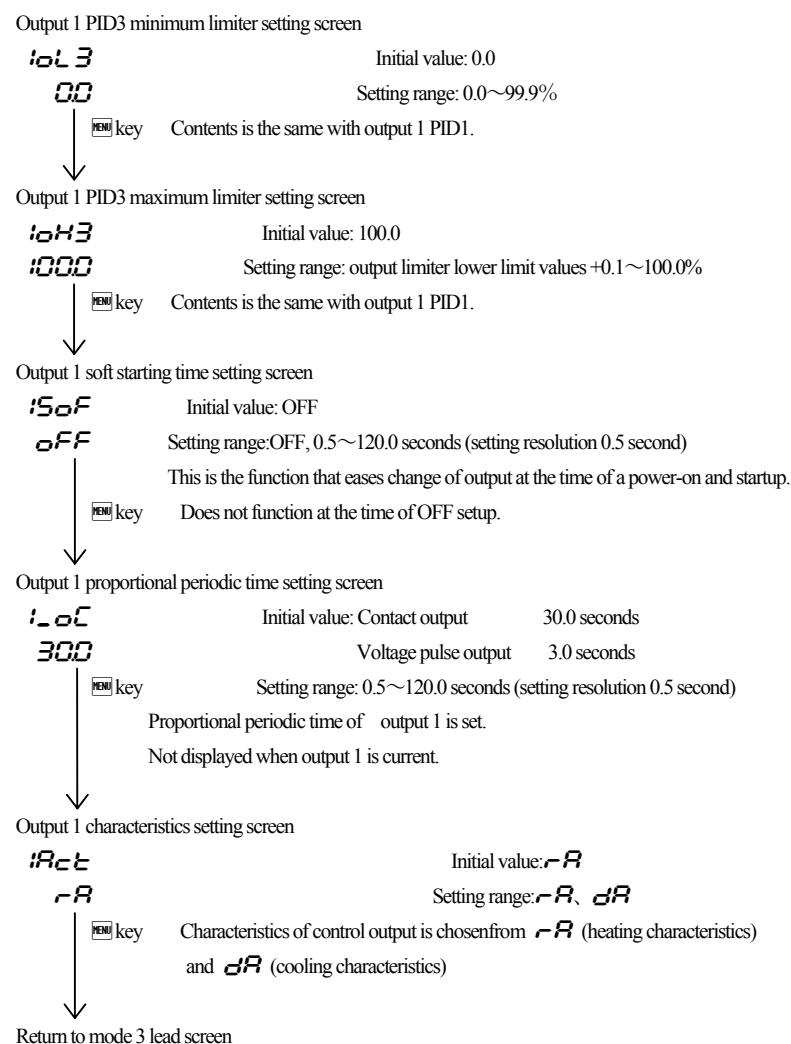 Output 1 PID3 minimum limiter setting screen
1oL3 Initial value: 0.0
0.0 Setting range: 0.0～99.9%
MENU key Contents is the same with output 1 PID1.
Output 1 PID3 maximum limiter setting screen
1oH3 Initial value: 100.0
100.0 Setting range: output limiter lower limit values +0.1～100.0%
MENU key Contents is the same with output 1 PID1.
Output 1 soft starting time setting screen
1SoF Initial value: OFF
oFF Setting range:OFF, 0.5～120.0 seconds (setting resolution 0.5 second)
This is the function that eases change of output at the time of a power-on and startup.
MENU key Does not function at the time of OFF setup.
Output 1 proportional periodic time setting screen
1_oC Initial value: Contact output 30.0 seconds
30.0 Voltage pulse output 3.0 seconds
MENU key Setting range: 0.5～120.0 seconds (setting resolution 0.5 second)
Proportional periodic time of output 1 is set.
Not displayed when output 1 is current.
Output 1 characteristics setting screen
1Act Initial value:rA
rA Setting range:rA、dA
MENU key Characteristics of control output is chosenfrom rA (heating characteristics)
and dA (cooling characteristics)
Return to mode 3 lead screen